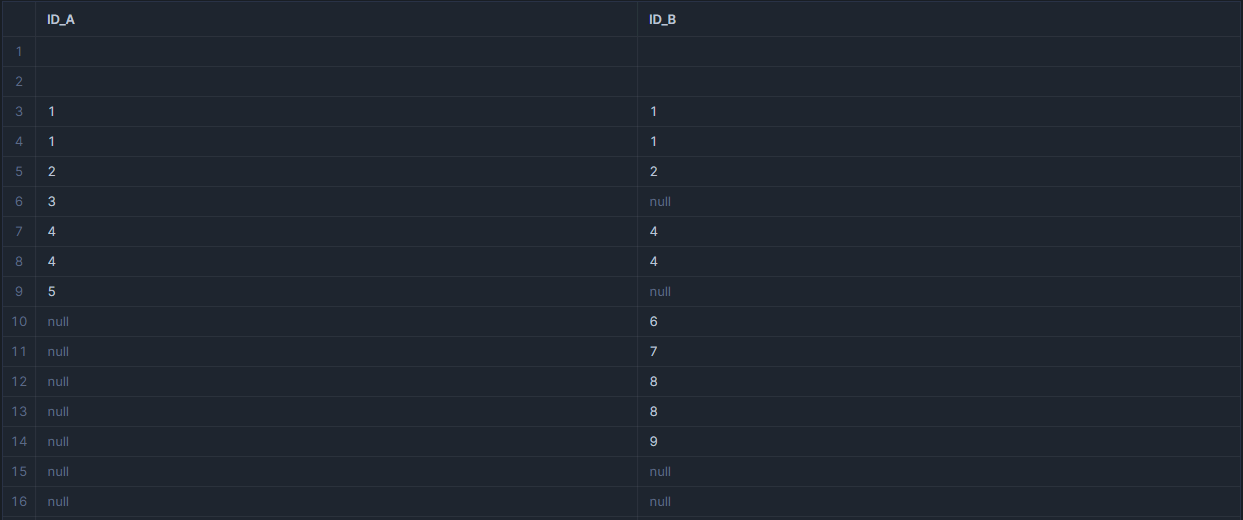 ID_A ID_B
1
2
3 1 1
4 1 1
5 2 2
6 3 null
7 4 4
8 4 4
9 5 null
10 null 6
11 null 7
12 null 8
13 null 8
14 null 9
15 null null
16 null null